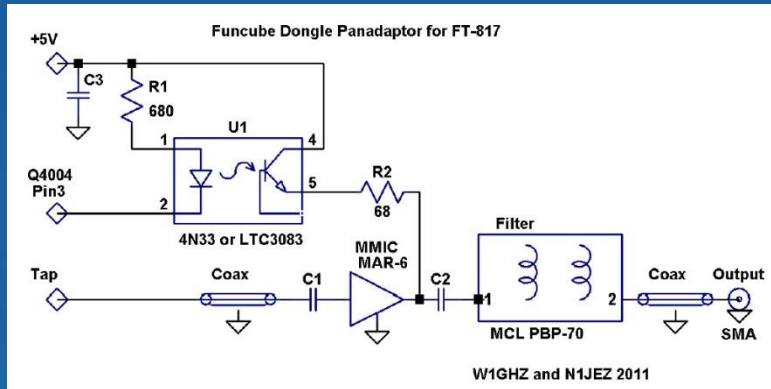 Funcube Dongle Panadaptor for FT-817
+5V
C3
R1
680
U1
1
4
Q4004
Pin3
2
5
R2
68
4N33 or LTC3083
Filter
MMIC
MAR-6
Tap
Coax
C1
C2
1
2
Coax
Output
MCL PBP-70
SMA
W1GHZ and N1JEZ 2011